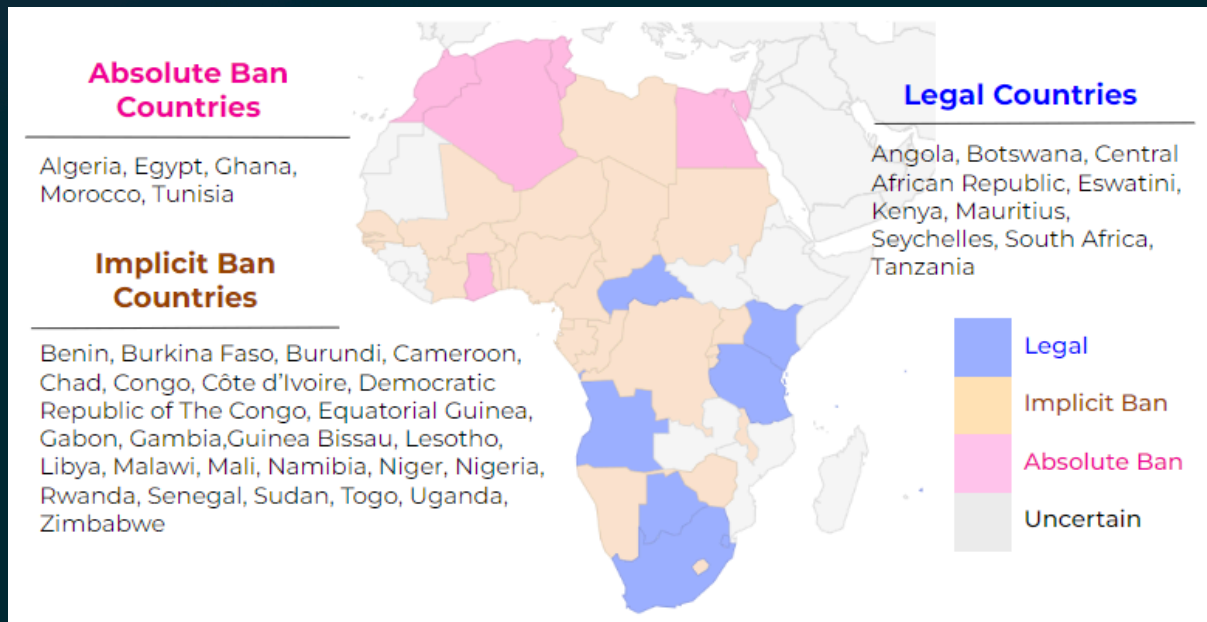 Absolute Ban
Countries
Algeria, Egypt, Ghana,
Morocco, Tunisia
Implicit Ban
Countries
Benin, Burkina Faso, Burundi, Cameroon,
Chad, Congo, Côte d’Ivoire, Democratic
Republic of The Congo, Equatorial Guinea,
Gabon, Gambia,Guinea Bissau, Lesotho,
Libya, Malawi, Mali, Namibia, Niger, Nigeria,
Rwanda, Senegal, Sudan, Togo, Uganda,
Zimbabwe
Legal Countries
Angola, Botswana, Central
African Republic, Eswatini,
Kenya, Mauritius,
Seychelles, South Africa,
Tanzania
Legal
Implicit Ban
Absolute Ban
Uncertain